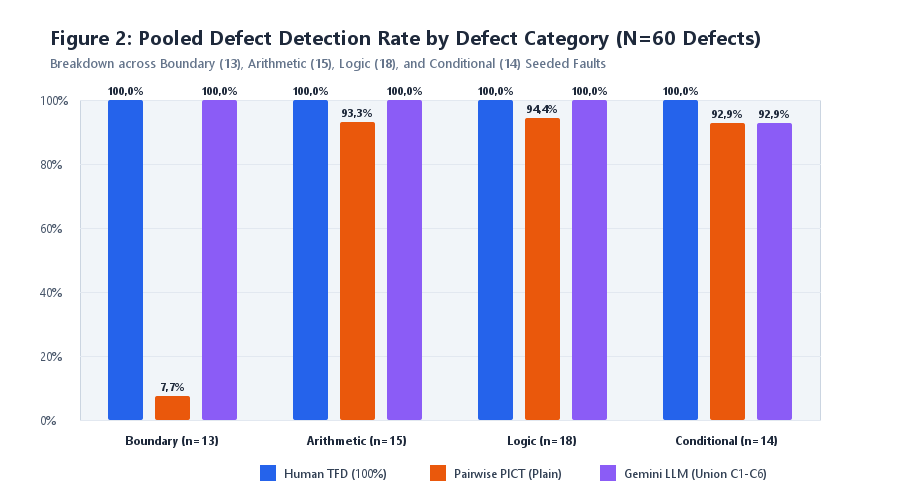 Figure 2: Pooled Defect Detection Rate by Defect Category (N=60 Defects)
Breakdown across Boundary (13), Arithmetic (15), Logic (18), and Conditional (14) Seeded Faults
100,0% 100,0% 100,0% 100,0% 100,0% 100,0% 100,0%
100% 93,3% 94,4% 92,9% 92,9%
80%
60%
40%
20%
7,7%
0%
Boundary (n=13) Arithmetic (n=15) Logic (n=18) Conditional (n=14)
Human TFD (100%) Pairwise PICT (Plain) Gemini LLM (Union C1-C6)